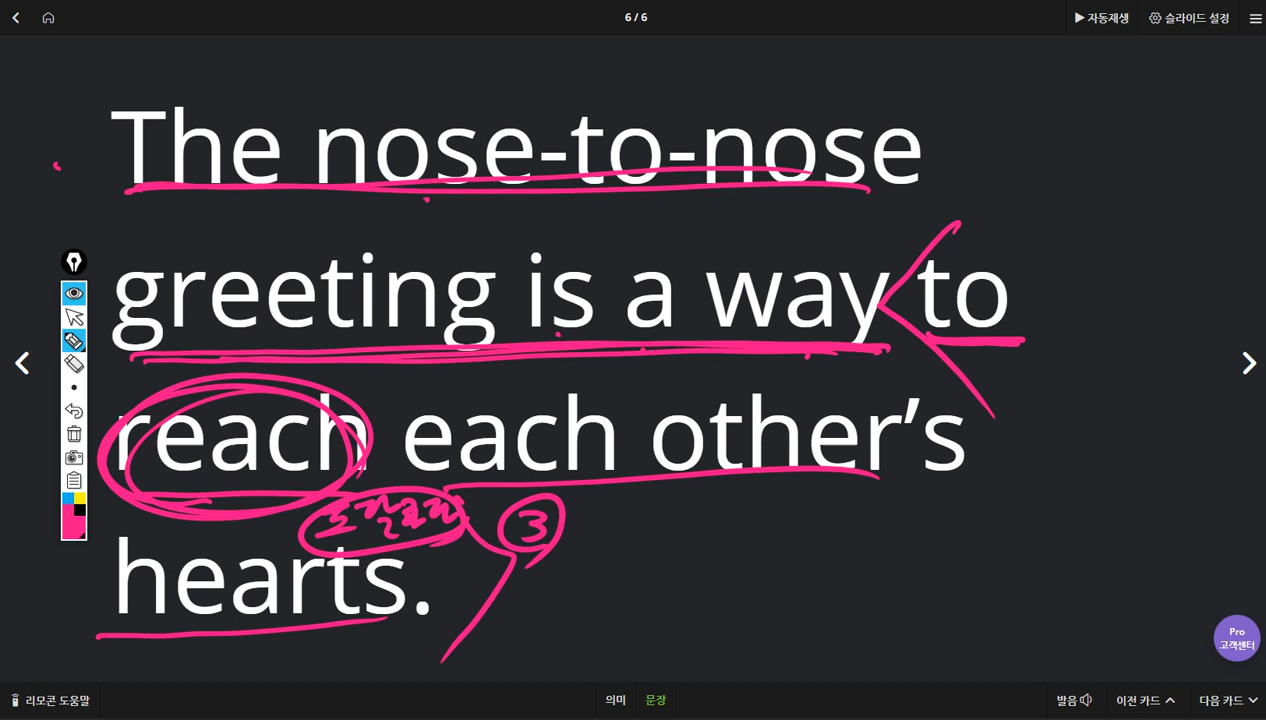 6 / 6
자동재생
슬라이드 설정
The nose-to-nose
greeting is a way to
reach each other’s
hearts.
3
Pro
고객센터
리모콘 도움말
의미
문장
발음
이전 카드
다음 카드